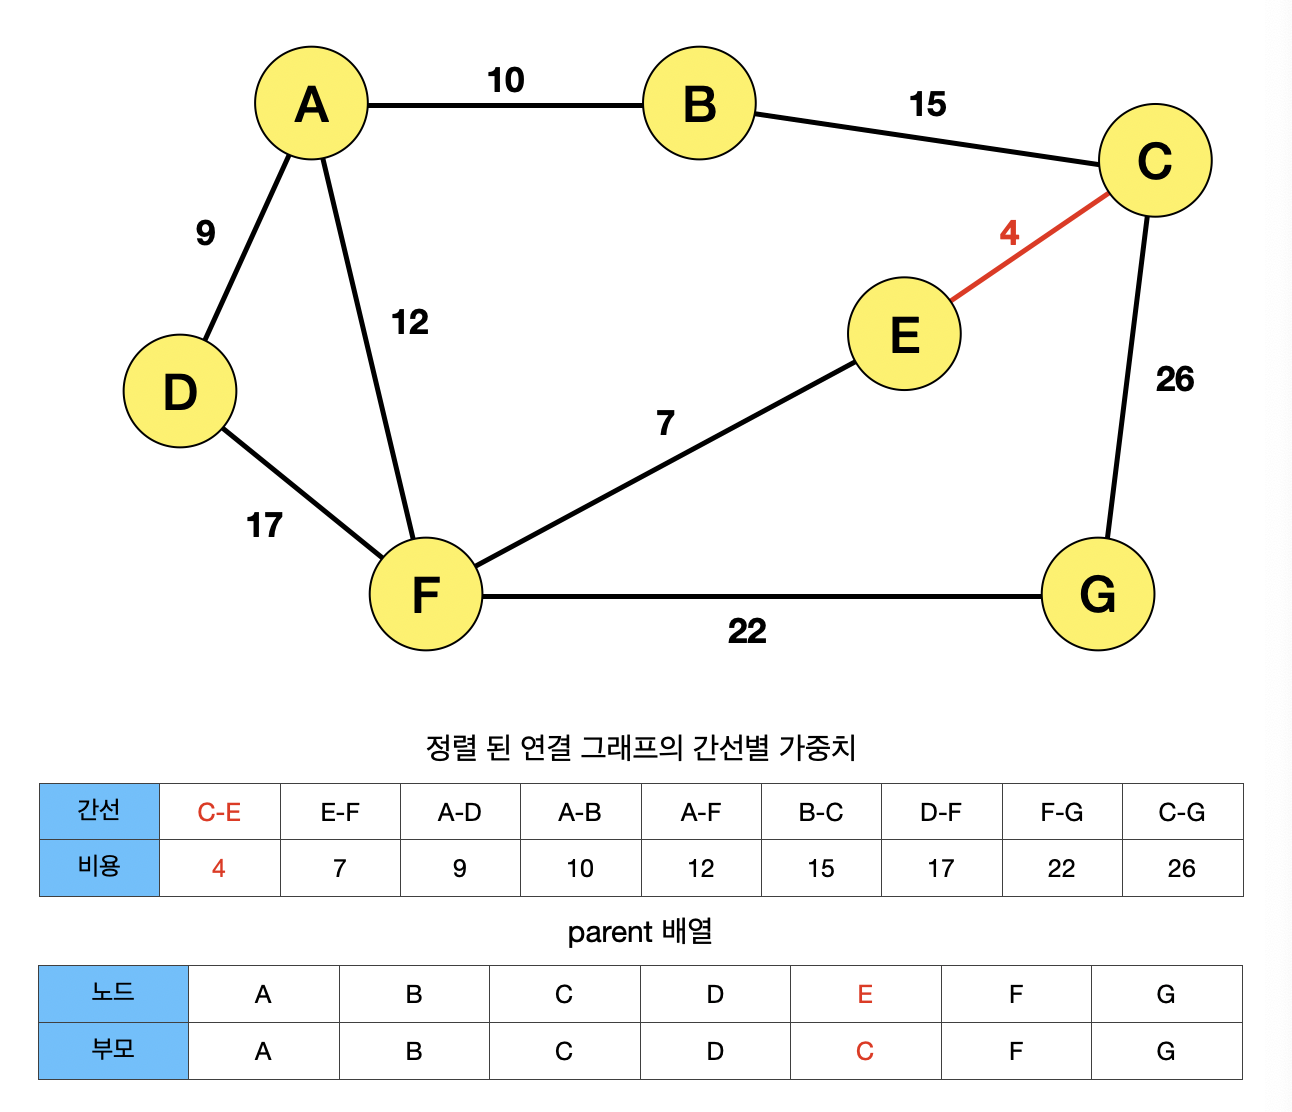 A
10
B
15
C
4
9
12
E
26
D
7
17
F
22
G
정렬 된 연결 그래프의 간선별 가중치
간선 C-E E-F A-D A-B A-F B-C D-F F-G C-G
비용 4 7 9 10 12 15 17 22 26
parent 배열
노드 A B C D E F G
부모 A B C D C F G